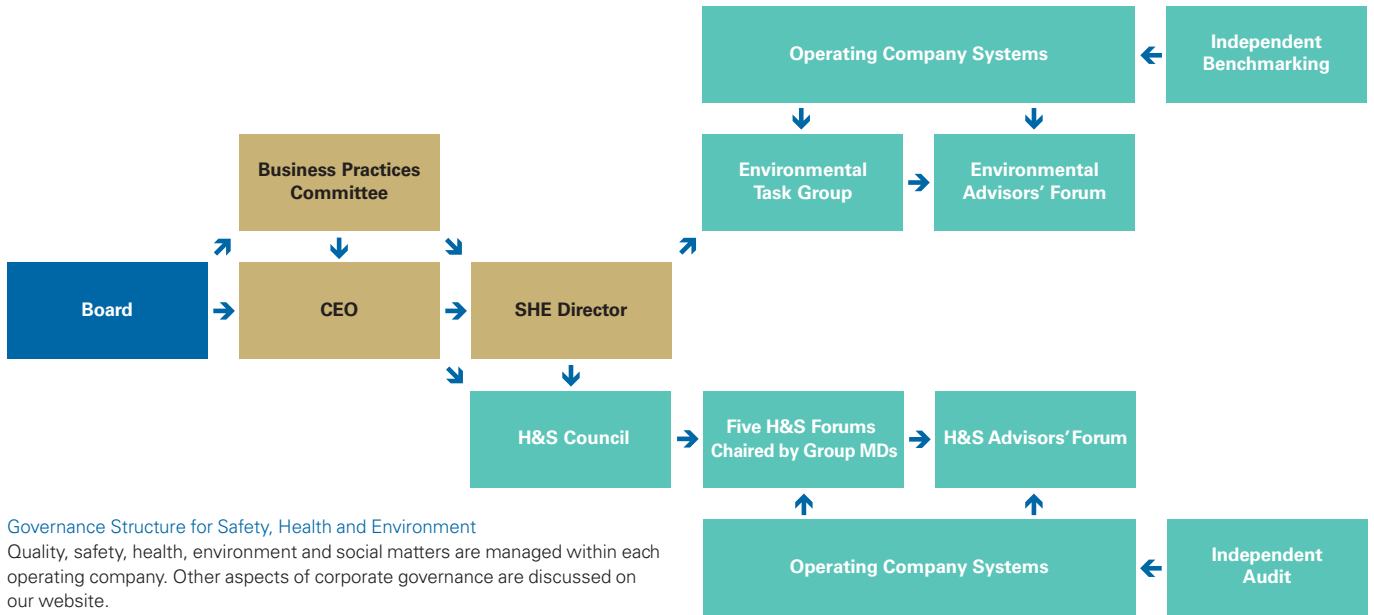 Operating Company Systems
Independent
Benchmarking
Business Practices
Committee
Environmental
Task Group
Environmental
Advisors’ Forum
Board
CEO
SHE Director
H&S Council
Five H&S Forums
Chaired by Group MDs
H&S Advisors’ Forum
Governance Structure for Safety, Health and Environment
Quality, safety, health, environment and social matters are managed within each
operating company. Other aspects of corporate governance are discussed on
our website.
Operating Company Systems
Independent
Audit